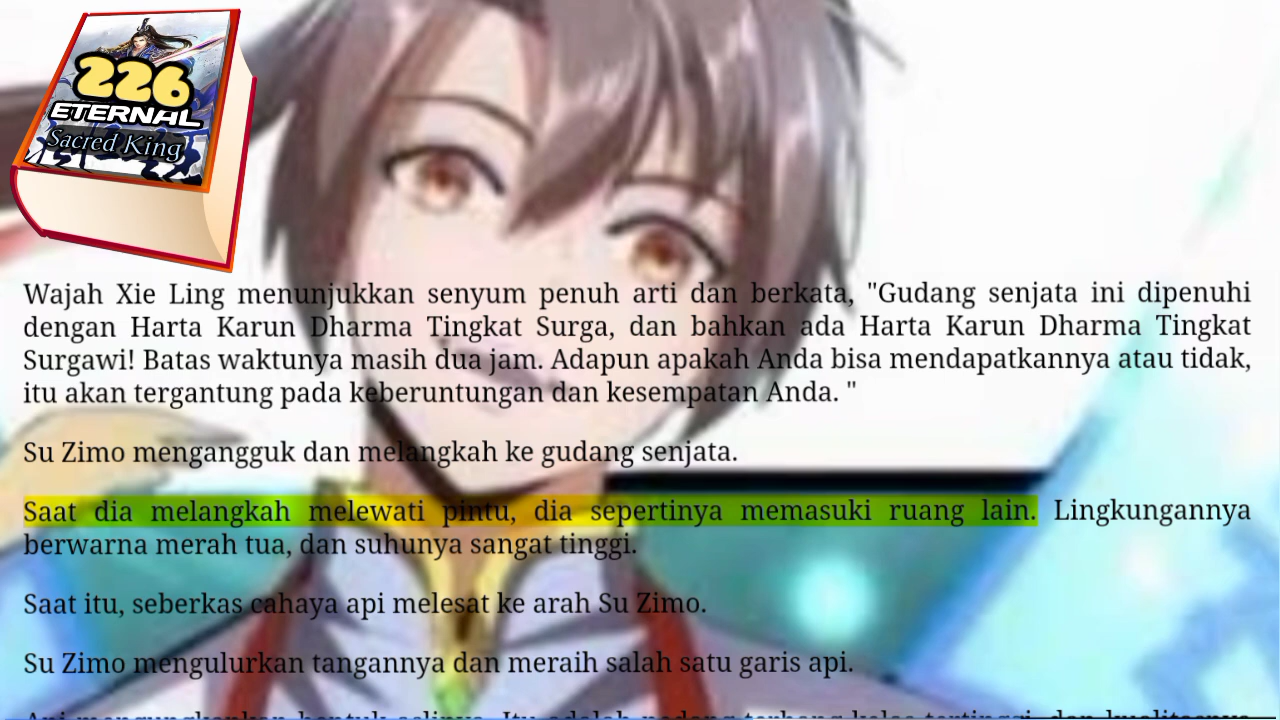 226
ETERNAL
Sacred King
Wajah Xie Ling menunjukkan senyum penuh arti dan berkata, "Gudang senjata ini dipenuhi
dengan Harta Karun Dharma Tingkat Surga, dan bahkan ada Harta Karun Dharma Tingkat
Surgawi! Batas waktunya masih dua jam. Adapun apakah Anda bisa mendapatkannya atau tidak,
itu akan tergantung pada keberuntungan dan kesempatan Anda. "
Su Zimo mengangguk dan melangkah ke gudang senjata.
Saat dia melangkah melewati pintu, dia sepertinya memasuki ruang lain. Lingkungannya
berwarna merah tua, dan suhunya sangat tinggi.
Saat itu, seberkas cahaya api melesat ke arah Su Zimo.
Su Zimo mengulurkan tangannya dan meraih salah satu garis api.